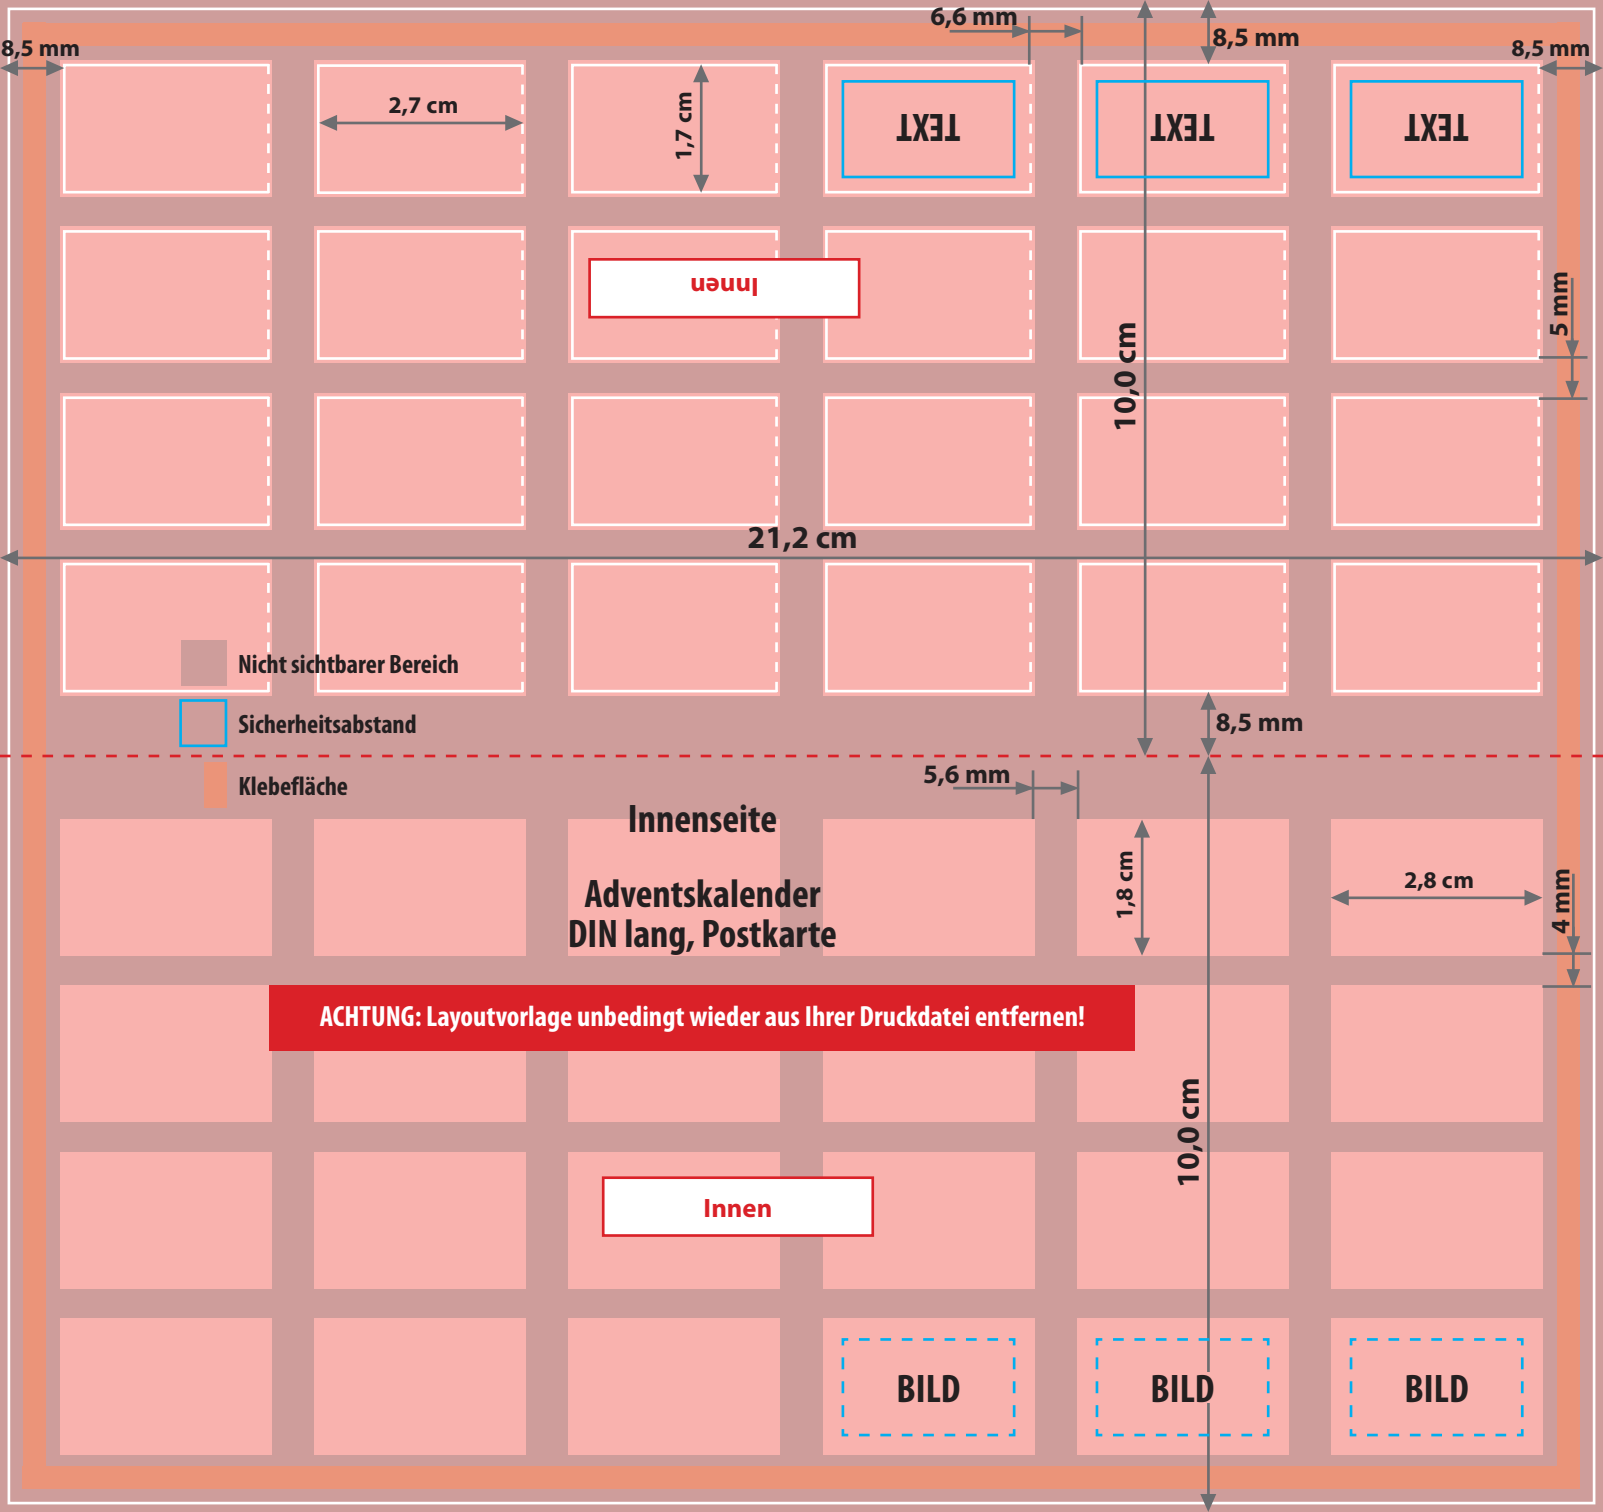 6,6 mm
8,5 mm
8,5 mm
8,5 mm
2,7 cm
1,7 cm
TEXT
TEXT
TEXT
Innen
5 mm
10,0 cm
21,2 cm
Nicht sichtbarer Bereich
Sicherheitsabstand
8,5 mm
Klebefläche
5,6 mm
Innenseite
Adventskalender
DIN lang, Postkarte
1,8 cm
2,8 cm
4 mm
ACHTUNG: Layoutvorlage unbedingt wieder aus Ihrer Druckdatei entfernen!
10,0 cm
Innen
BILD
BILD
BILD